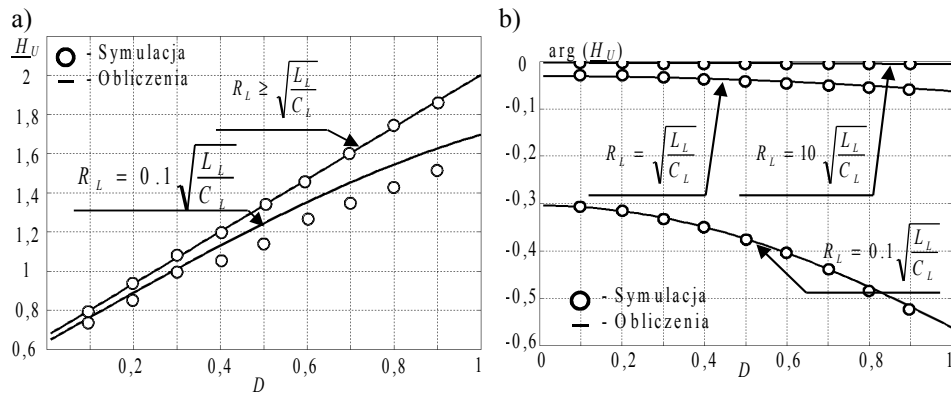 a)
H_U
- Symulacja
- Obliczenia
2
1,8
1,6
1,4
1,2
1
0,8
0,6
R_L ≥ √(L_L/C_L)
R_L = 0.1√(L_L/C_L)
0,2 0,4 0,6 0,8 1
D
b)
arg (H_U)
0
-0,1
-0,2
-0,3
-0,4
-0,5
-0,6
R_L = √(L_L/C_L)
R_L = 10 √(L_L/C_L)
R_L = 0.1√(L_L/C_L)
- Symulacja
- Obliczenia
0 0,2 0,4 0,6 0,8 1
D